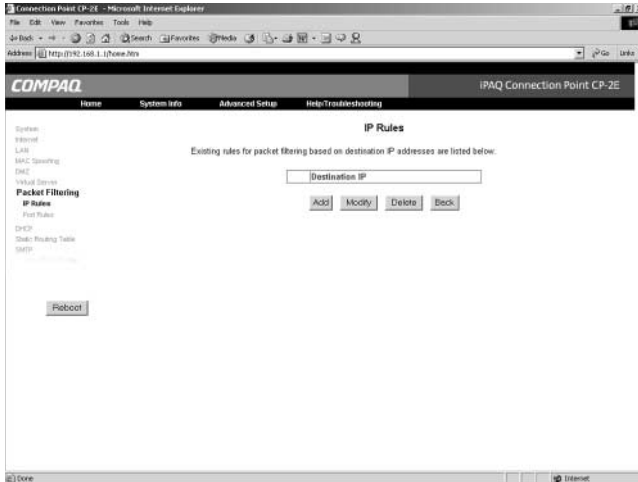 Connection Point CP-2E - Microsoft Internet Explorer
File Edit View Favorites Tools Help
Back Search Favorites Media
Address http://192.168.1.1/home.htm Go Links
COMPAQ iPAQ Connection Point CP-2E
Home System Info Advanced Setup Help/Troubleshooting
System
Internet
LAN
MAC Spoofing
DMZ
Virtual Server
Packet Filtering
IP Rules
Port Rules
DHCP
Static Routing Table
SMTP
Reboot
IP Rules
Existing rules for packet filtering based on destination IP addresses are listed below.
Destination IP
Add Modify Delete Back
Done Internet